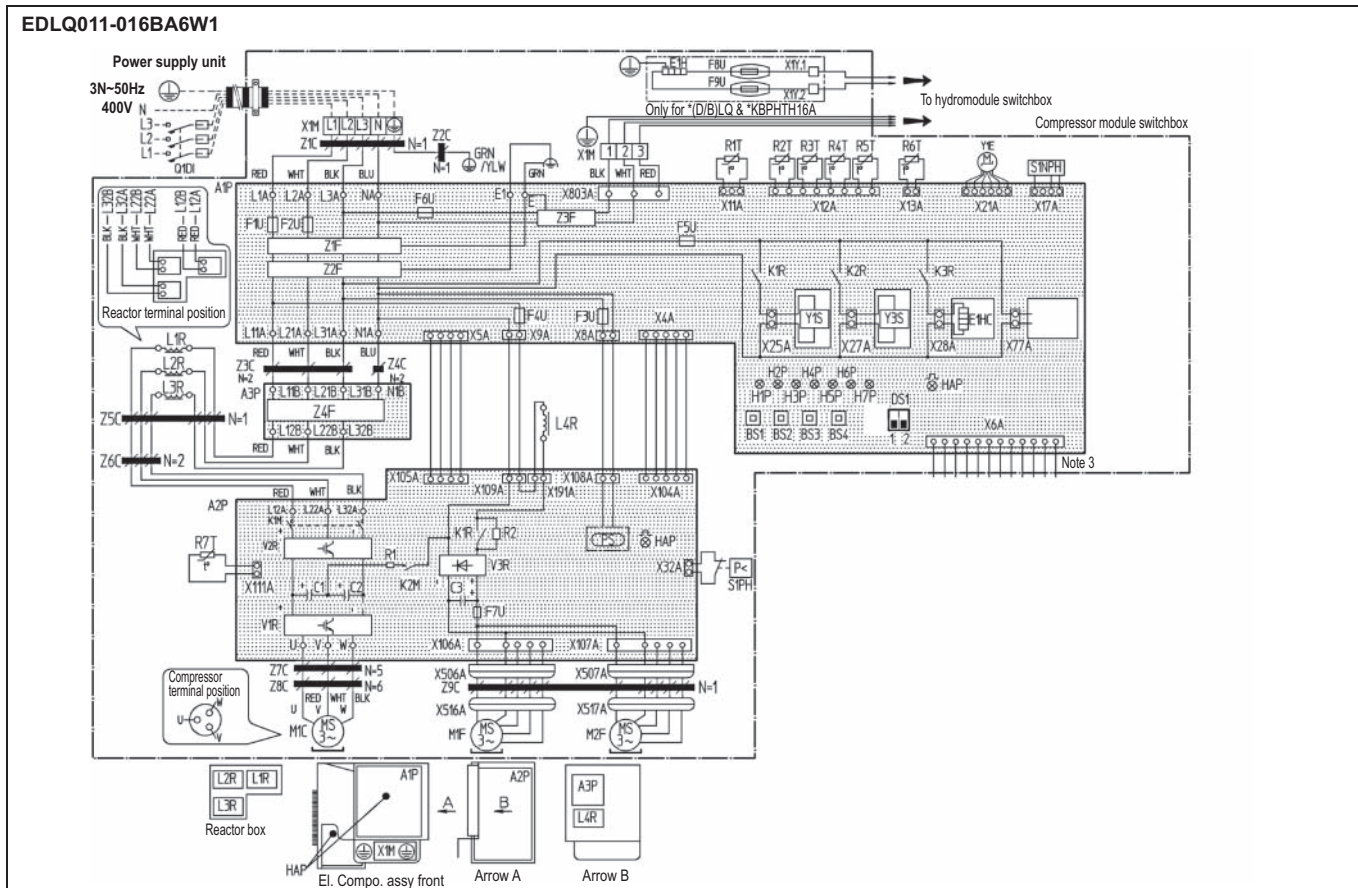 EDLQ011-016BA6W1
Power supply unit
3N~50Hz
400V
N
L3
L2
L1
Q1DI
X1M L1 L2 L3 N
Z1C N=1
Z2C
N=1
GRN
/YLW
E1H F8U X1Y.1
F9U X1Y.2
Only for *(D/B)LQ & *KBPHTH16A
To hydromodule switchbox
Compressor module switchbox
X1M 1 2 3
BLK WHT RED
R1T R2T R3T R4T R5T R6T Y1E S1NPH
t° t° t° t° t° t° M
X11A X12A X13A X21A X17A
RED WHT BLK BLU GRN
A1P L1A L2A L3A NA E1 E X803A
F1U F2U F6U Z3F
Z1F
Z2F
F5U
L32B L32A L22B L22A L12B L12A
BLK BLK WHT WHT RED RED
Reactor terminal position
K1R K2R K3R
Y1S Y3S E1HC
X25A X27A X28A X77A
F4U F3U
L11A L21A L31A N1A X5A X9A X8A X4A
RED WHT BLK BLU
L1R
L2R
L3R
Z3C
N=2
Z4C
N=2
A3P L11B L21B L31B N1B
Z4F
L12B L22B L32B
RED WHT BLK
Z5C N=1
Z6C N=2
L4R
H2P H4P H6P
H1P H3P H5P H7P
HAP
BS1 BS2 BS3 BS4
DS1
1 2
X6A
Note 3
RED WHT BLK
A2P L12A L22A L32A
K1M
X105A X109A X191A X108A X104A
V2R
R7T
t°
X111A
R1
K2M
K1R R2
V3R
PS
HAP
X32A
P<
S1PH
C1 C2
C3
F7U
V1R
U V W
X106A X107A
Z7C N=5
Z8C N=6
RED WHT BLK
U V W
M1C MS
3~
Compressor
terminal position
U W V
X506A X507A
Z9C N=1
X516A X517A
M1F MS
3~
M2F MS
3~
L2R L1R
L3R
Reactor box
A1P
HAP
X1M
El. Compo. assy front
A
A2P
B
Arrow A
A3P
L4R
Arrow B